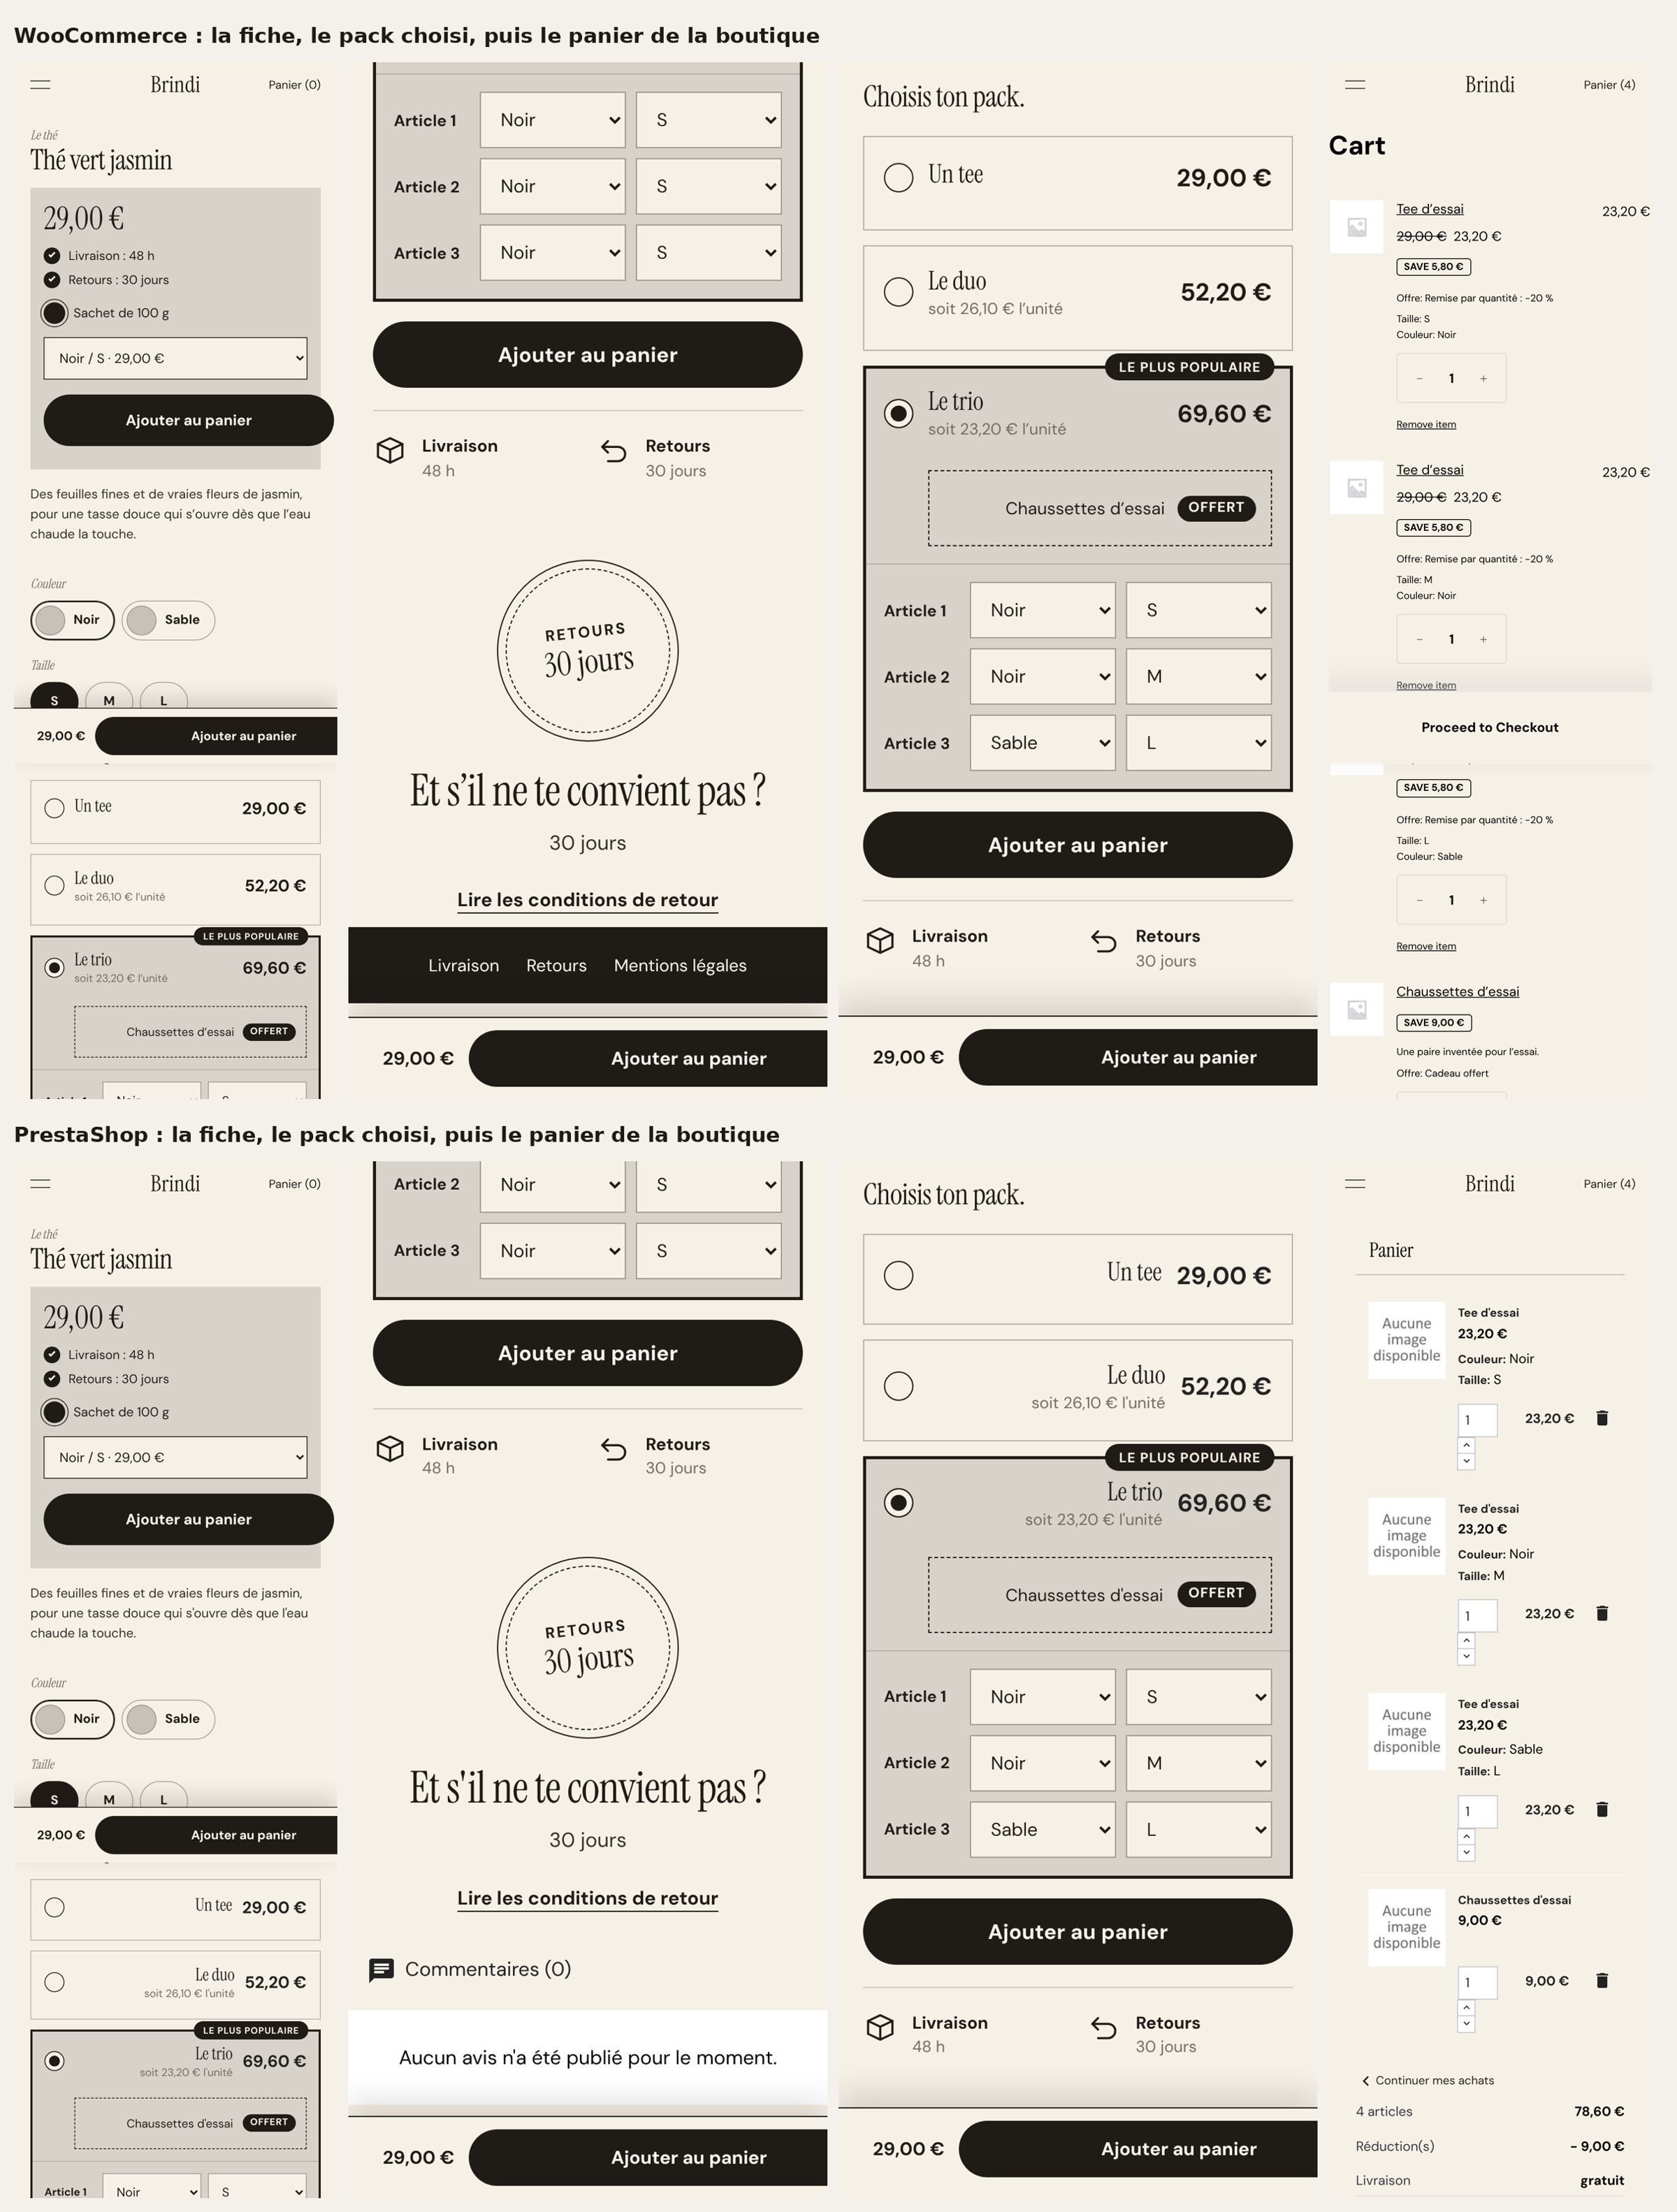 WooCommerce : la fiche, le pack choisi, puis le panier de la boutique
Brindi
Panier (0)
Le thé
Thé vert jasmin
29,00 €
Livraison : 48 h
Retours : 30 jours
Sachet de 100 g
Noir / S · 29,00 €
Ajouter au panier
Des feuilles fines et de vraies fleurs de jasmin,
pour une tasse douce qui s’ouvre dès que l’eau
chaude la touche.
Couleur
Noir
Sable
Taille
S
M
L
29,00 €
Ajouter au panier
Un tee
29,00 €
Le duo
soit 26,10 € l’unité
52,20 €
LE PLUS POPULAIRE
Le trio
soit 23,20 € l’unité
69,60 €
Chaussettes d’essai
OFFERT
Article 1
Noir
S
Article 2
Noir
S
Article 3
Noir
S
Ajouter au panier
Livraison
48 h
Retours
30 jours
RETOURS
30 jours
Et s’il ne te convient pas ?
30 jours
Lire les conditions de retour
Livraison
Retours
Mentions légales
29,00 €
Ajouter au panier
Choisis ton pack.
Un tee
29,00 €
Le duo
soit 26,10 € l’unité
52,20 €
LE PLUS POPULAIRE
Le trio
soit 23,20 € l’unité
69,60 €
Chaussettes d’essai
OFFERT
Article 1
Noir
S
Article 2
Noir
M
Article 3
Sable
L
Ajouter au panier
Livraison
48 h
Retours
30 jours
29,00 €
Ajouter au panier
Brindi
Panier (4)
Cart
Tee d’essai
23,20 €
29,00 € 23,20 €
SAVE 5,80 €
Offre: Remise par quantité : -20 %
Taille: S
Couleur: Noir
− 1 +
Remove item
Tee d’essai
23,20 €
29,00 € 23,20 €
SAVE 5,80 €
Offre: Remise par quantité : -20 %
Taille: M
Couleur: Noir
− 1 +
Remove item
Proceed to Checkout
SAVE 5,80 €
Offre: Remise par quantité : -20 %
Taille: L
Couleur: Sable
− 1 +
Remove item
Chaussettes d’essai
SAVE 9,00 €
Une paire inventée pour l’essai.
Offre: Cadeau offert
PrestaShop : la fiche, le pack choisi, puis le panier de la boutique
Brindi
Panier (0)
Le thé
Thé vert jasmin
29,00 €
Livraison : 48 h
Retours : 30 jours
Sachet de 100 g
Noir / S · 29,00 €
Ajouter au panier
Des feuilles fines et de vraies fleurs de jasmin,
pour une tasse douce qui s'ouvre dès que l'eau
chaude la touche.
Couleur
Noir
Sable
Taille
S
M
L
29,00 €
Ajouter au panier
Un tee
29,00 €
Le duo
soit 26,10 € l'unité
52,20 €
LE PLUS POPULAIRE
Le trio
soit 23,20 € l'unité
69,60 €
Chaussettes d'essai
OFFERT
Article 1
Noir
S
Article 2
Noir
S
Article 3
Noir
S
Ajouter au panier
Livraison
48 h
Retours
30 jours
RETOURS
30 jours
Et s'il ne te convient pas ?
30 jours
Lire les conditions de retour
Commentaires (0)
Aucun avis n'a été publié pour le moment.
29,00 €
Ajouter au panier
Choisis ton pack.
Un tee
29,00 €
Le duo
soit 26,10 € l'unité
52,20 €
LE PLUS POPULAIRE
Le trio
soit 23,20 € l'unité
69,60 €
Chaussettes d'essai
OFFERT
Article 1
Noir
S
Article 2
Noir
M
Article 3
Sable
L
Ajouter au panier
Livraison
48 h
Retours
30 jours
29,00 €
Ajouter au panier
Brindi
Panier (4)
Panier
Aucune
image
disponible
Tee d'essai
23,20 €
Couleur: Noir
Taille: S
1
23,20 €
Aucune
image
disponible
Tee d'essai
23,20 €
Couleur: Noir
Taille: M
1
23,20 €
Aucune
image
disponible
Tee d'essai
23,20 €
Couleur: Sable
Taille: L
1
23,20 €
Aucune
image
disponible
Chaussettes d'essai
9,00 €
1
9,00 €
Continuer mes achats
4 articles
78,60 €
Réduction(s)
- 9,00 €
Livraison
gratuit